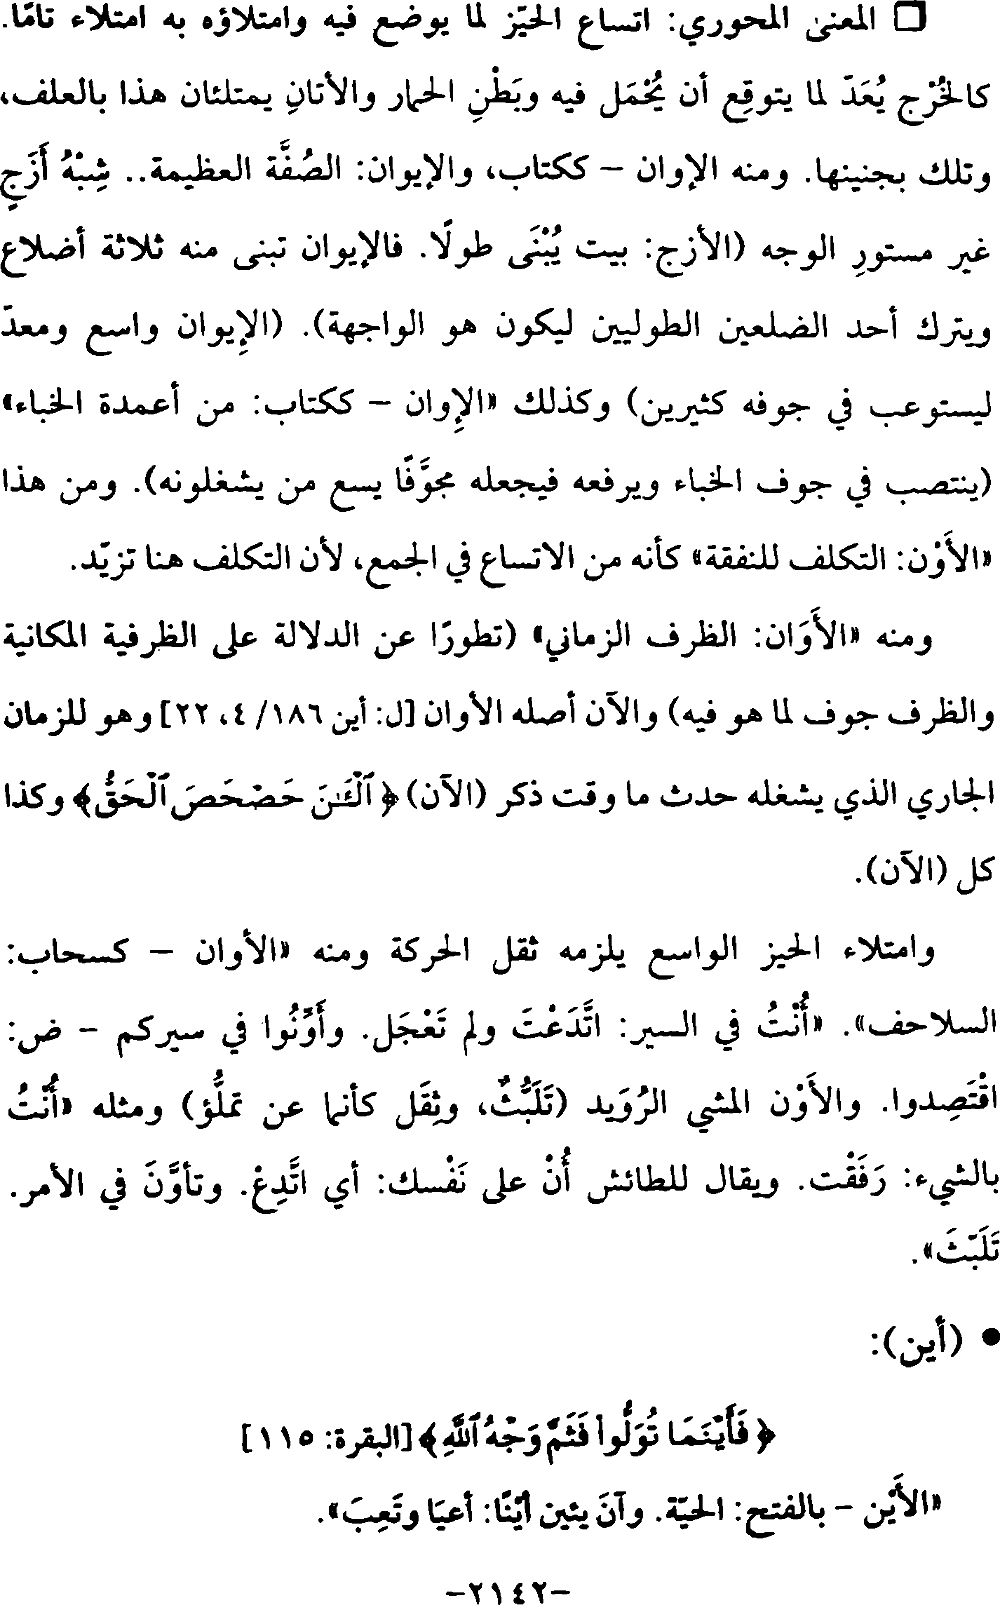 ❏ المعنىٰ المحوري: اتساع الحيّز لما يوضع فيه وامتلاؤه به امتلاء تامًا.
كالخُرْج يُعَدّ لما يتوقع أن يُحْمَل فيه وبَطْنِ الحمار والأتانِ يمتلئان هذا بالعلف،
وتلك بجنينها. ومنه الإوان – ككتاب، والإيوان: الصُفَّة العظيمة.. شِبْهُ أَزَجٍ
غير مستورِ الوجه (الأزج: بيت يُبْنَى طولًا. فالإيوان تبنى منه ثلاثة أضلاع
ويترك أحد الضلعين الطوليين ليكون هو الواجهة). (الإيوان واسع ومعدّ
ليستوعب في جوفه كثيرين) وكذلك «الإوان – ككتاب: من أعمدة الخباء»
(ينتصب في جوف الخباء ويرفعه فيجعله مجوَّفًا يسع من يشغلونه). ومن هذا
«الأَوْن: التكلف للنفقة» كأنه من الاتساع في الجمع، لأن التكلف هنا تزيّد.
ومنه «الأَوَان: الظرف الزماني» (تطورًا عن الدلالة على الظرفية المكانية
والظرف جوف لما هو فيه) والآن أصله الأوان [ل: أين ١٨٦/ ٤، ٢٢] وهو للزمان
الجاري الذي يشغله حدث ما وقت ذكر (الآن) ﴿ٱلْـَٰٔنَ حَصْحَصَ ٱلْحَقُّ﴾ وكذا
كل (الآن).
وامتلاء الحيز الواسع يلزمه ثقل الحركة ومنه «الأوان – كسحاب:
السلاحف». «أُنْتُ في السير: اتَّدَعْتَ ولم تَعْجَل. وأَوِّنُوا في سيركم – ض:
اقْتَصِدوا. والأَوْن المشي الرُوَيد (تَلَبُّثٌ، وثِقَل كأنما عن تملُّؤ) ومثله «أُنْتُ
بالشيء: رَفَقْت. ويقال للطائش أُنْ على نَفْسك: أي اتَّدِعْ. وتأوَّنَ في الأمر.
تَلَبّثَ».
• (أين):
﴿فَأَيْنَمَا تُوَلُّوا۟ فَثَمَّ وَجْهُ ٱللَّهِ﴾ [البقرة: ١١٥]
«الأَيْن – بالفتح: الحيّة. وآنَ يئين أيْنًا: أعيَا وتَعِبَ».
–٢١٤٢–